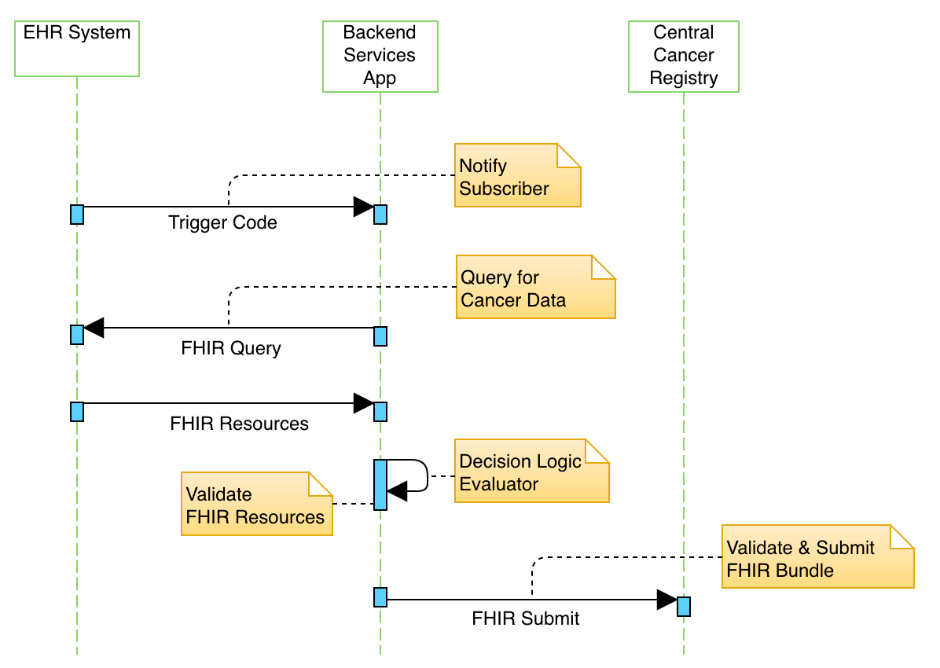 EHR System
Backend
Services
App
Central
Cancer
Registry
Notify
Subscriber
Trigger Code
Query for
Cancer Data
FHIR Query
FHIR Resources
Decision Logic
Evaluator
Validate
FHIR Resources
Validate & Submit
FHIR Bundle
FHIR Submit